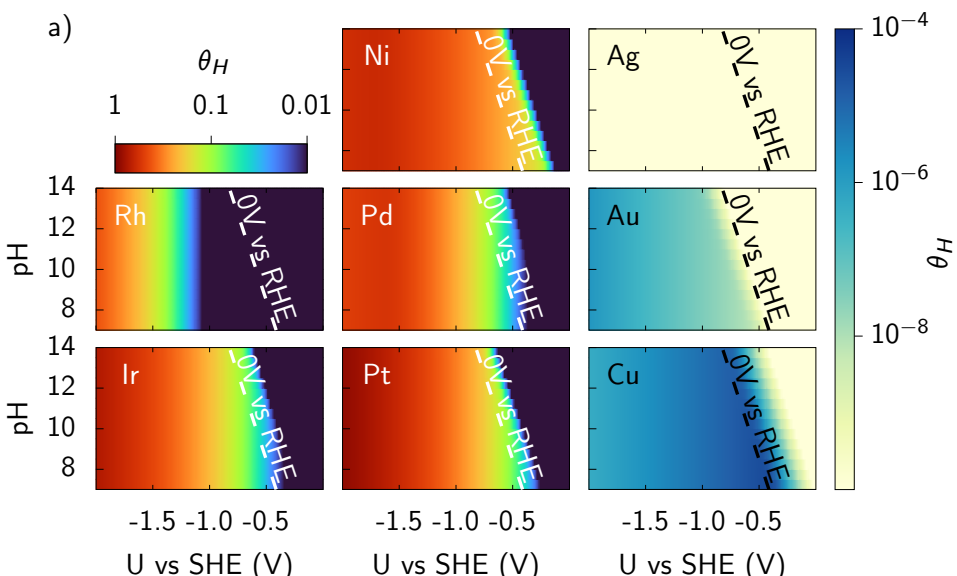 a)
θ_H
1 0.1 0.01
Ni
0V vs RHE
Ag
0V vs RHE
10⁻⁴
10⁻⁶
10⁻⁸
θ_H
pH
14
12
10
8
Rh
0V vs RHE
Pd
0V vs RHE
Au
0V vs RHE
pH
14
12
10
8
Ir
0V vs RHE
Pt
0V vs RHE
Cu
0V vs RHE
-1.5 -1.0 -0.5
-1.5 -1.0 -0.5
-1.5 -1.0 -0.5
U vs SHE (V)
U vs SHE (V)
U vs SHE (V)